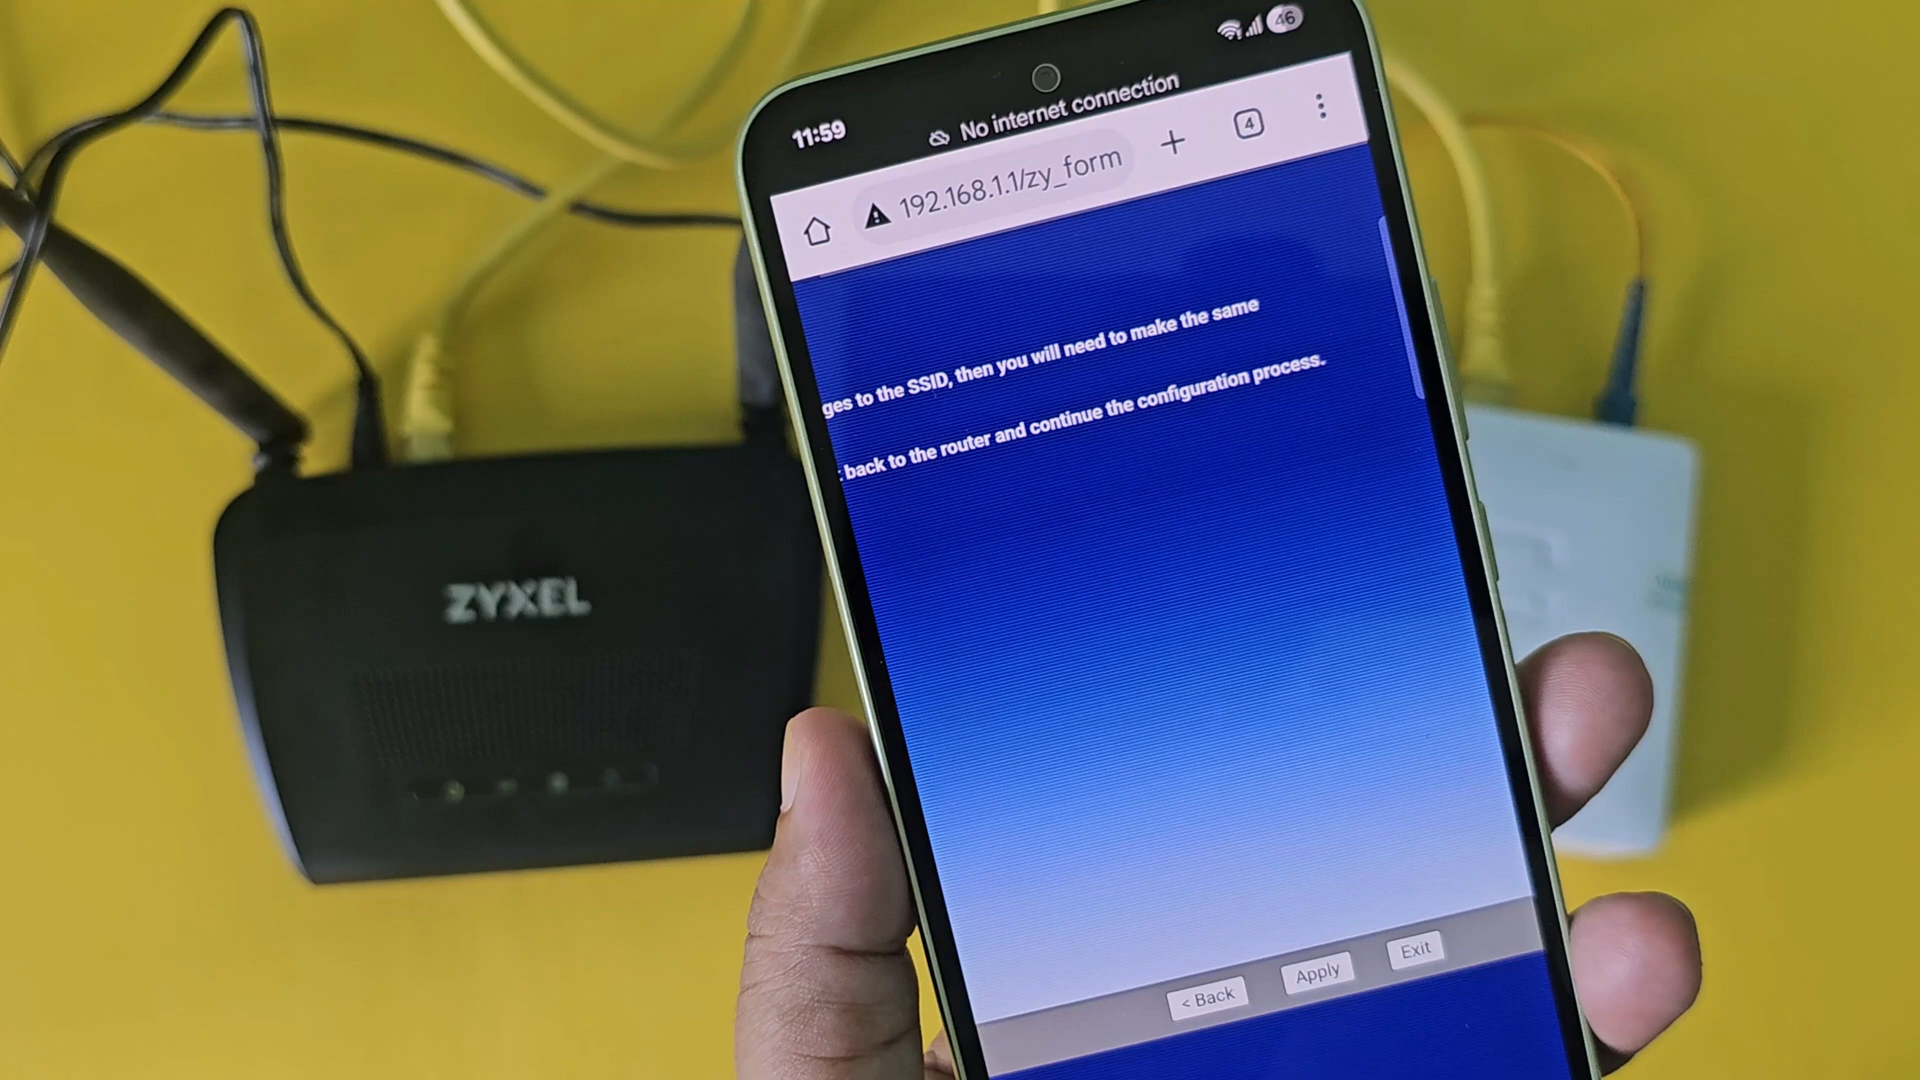 46
11:59
No internet connection
192.168.1.1/zy_form
4
ges to the SSID, then you will need to make the same
back to the router and continue the configuration process.
ZYXEL
< Back
Apply
Exit